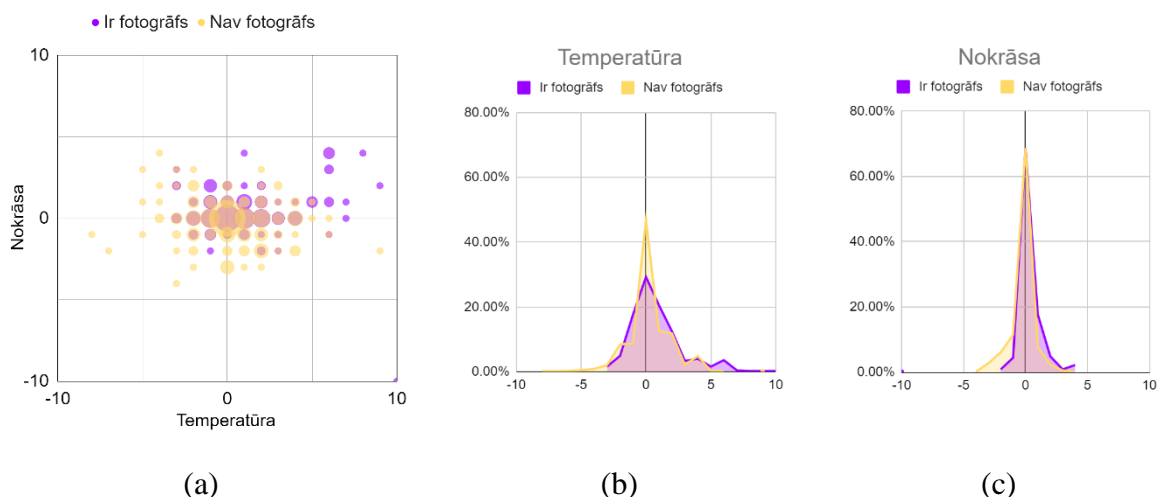 Ir fotogrāfs Nav fotogrāfs
10
0
-10
Nokrāsa
-10 0 10
Temperatūra
(a)
Temperatūra
Ir fotogrāfs Nav fotogrāfs
80.00%
60.00%
40.00%
20.00%
0.00%
-10 -5 0 5 10
(b)
Nokrāsa
Ir fotogrāfs Nav fotogrāfs
80.00%
60.00%
40.00%
20.00%
0.00%
-10 -5 0 5 10
(c)